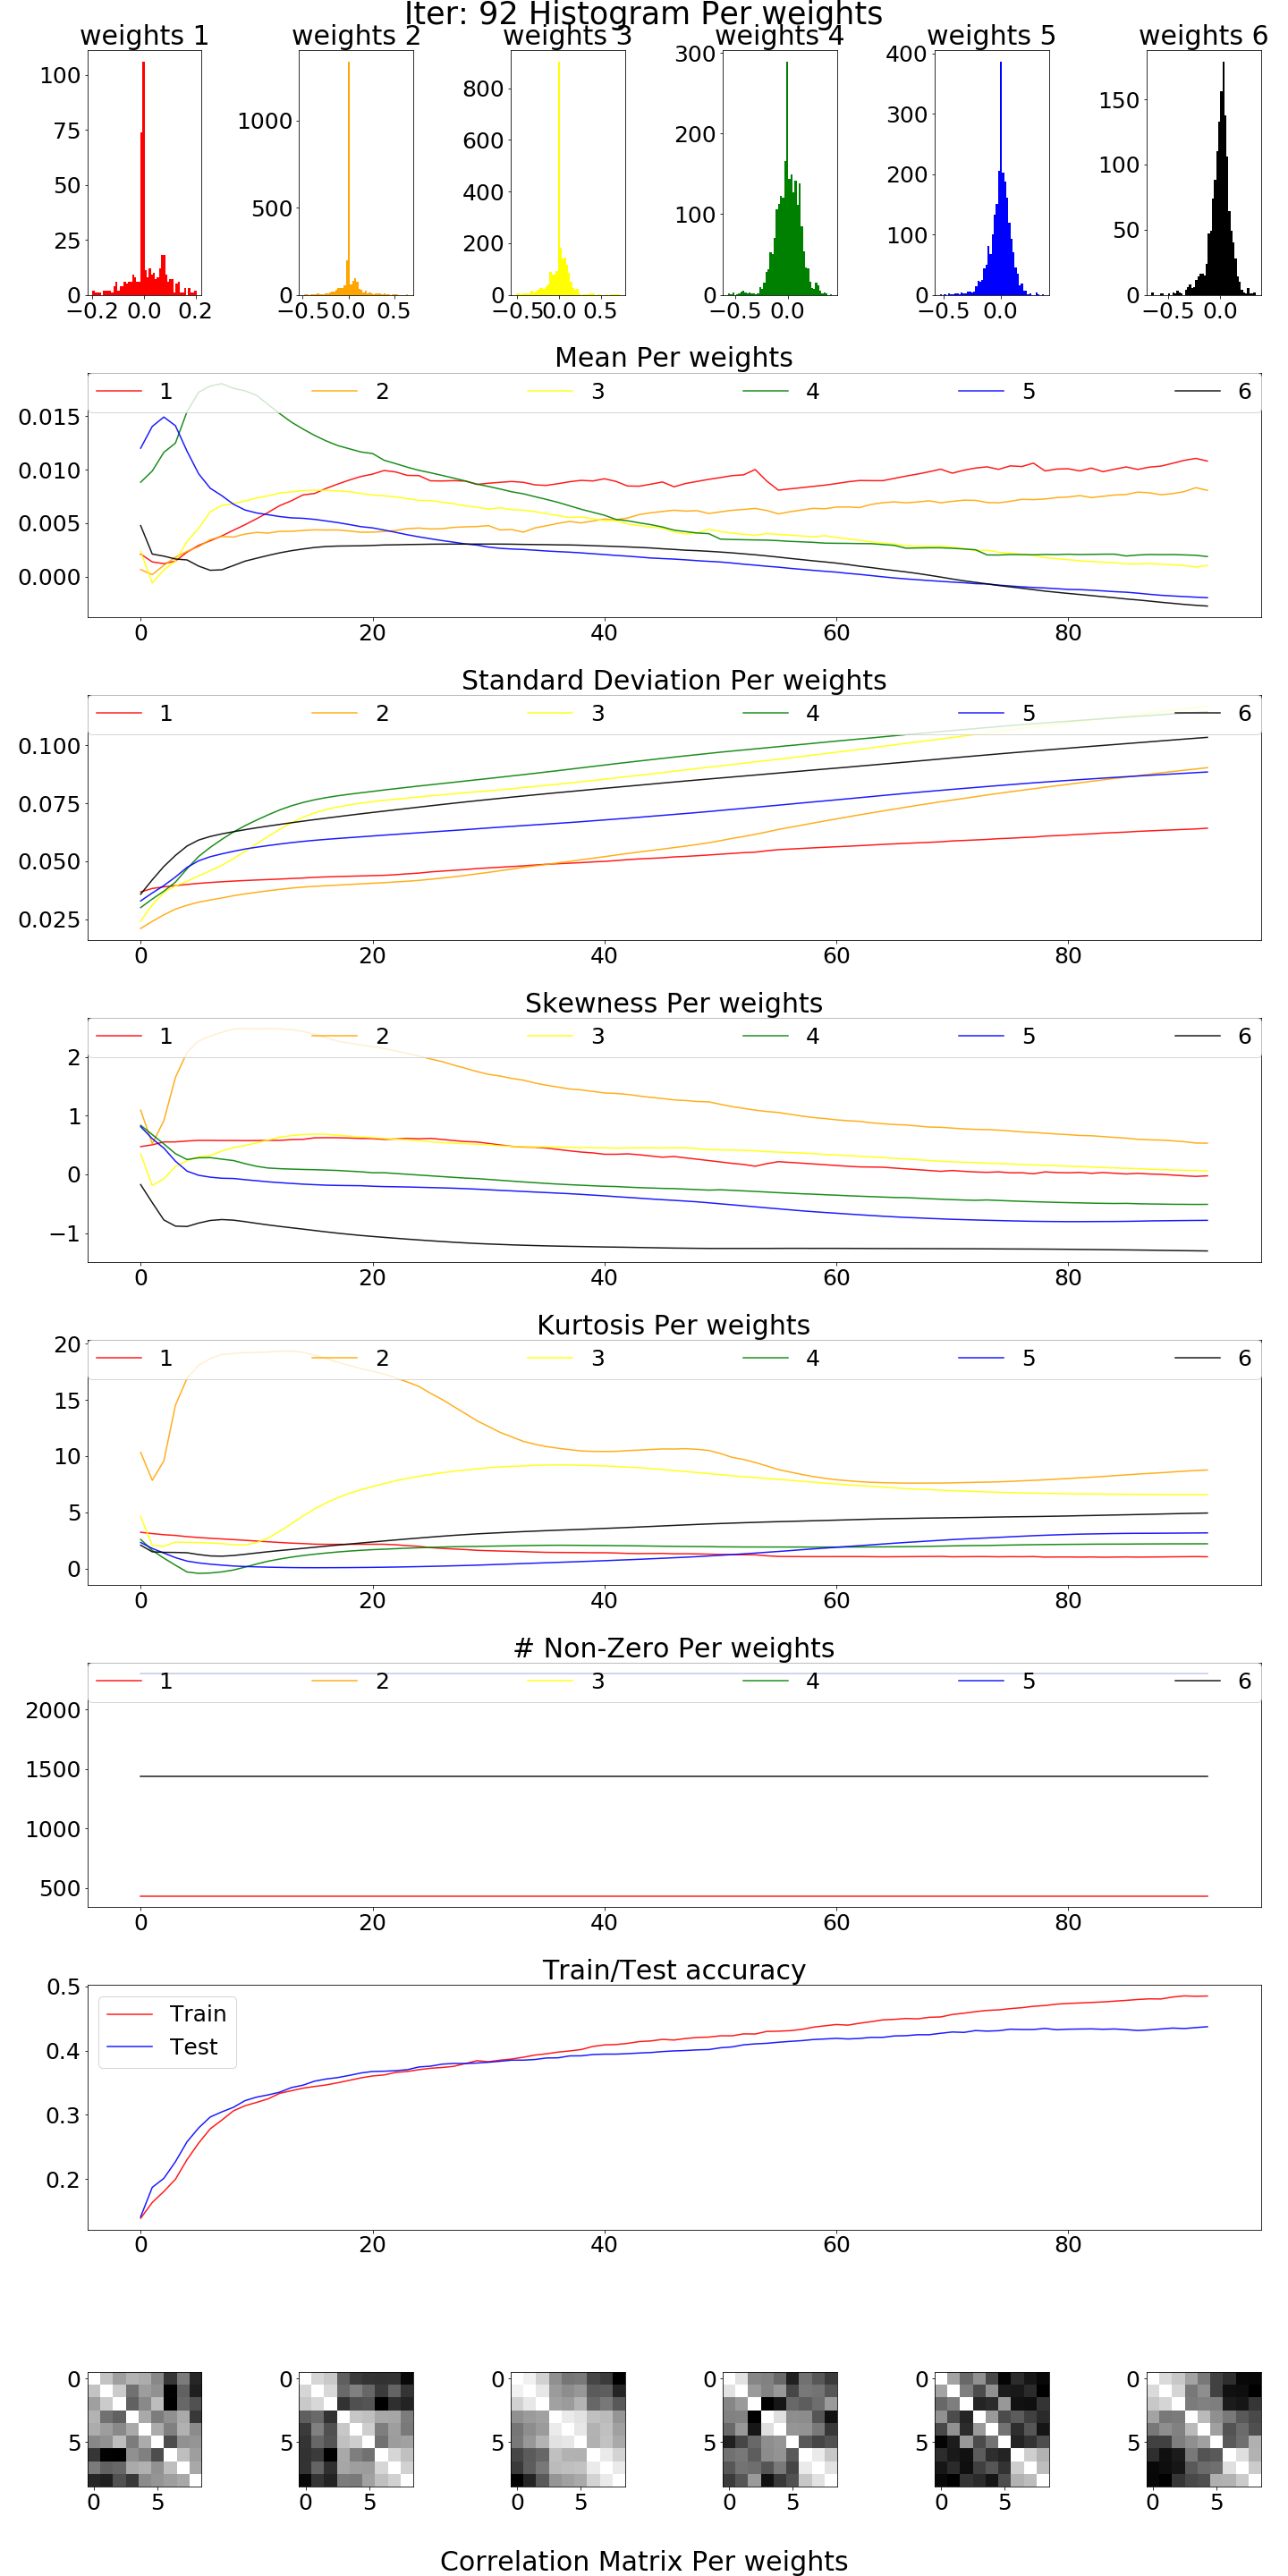 Iter: 92 Histogram Per weights
weights 1 weights 2 weights 3 weights 4 weights 5 weights 6
100 75 50 25 0
−0.2 0.0 0.2
1000 500 0
−0.5 0.0 0.5
800 600 400 200 0
−0.5 0.0 0.5
300 200 100 0
−0.5 0.0
400 300 200 100 0
−0.5 0.0
150 100 50 0
−0.5 0.0
Mean Per weights
1 2 3 4 5 6
0.015
0.010
0.005
0.000
0 20 40 60 80
Standard Deviation Per weights
1 2 3 4 5 6
0.100
0.075
0.050
0.025
0 20 40 60 80
Skewness Per weights
1 2 3 4 5 6
2
1
0
−1
0 20 40 60 80
Kurtosis Per weights
1 2 3 4 5 6
20
15
10
5
0
0 20 40 60 80
# Non-Zero Per weights
1 2 3 4 5 6
2000
1500
1000
500
0 20 40 60 80
Train/Test accuracy
Train
Test
0.5
0.4
0.3
0.2
0 20 40 60 80
0 0 0 0 0 0
5 5 5 5 5 5
0 5 0 5 0 5 0 5 0 5 0 5
Correlation Matrix Per weights